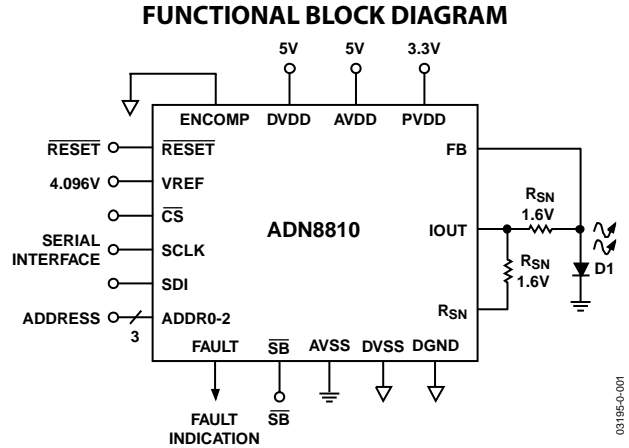 FUNCTIONAL BLOCK DIAGRAM
5V 5V 3.3V
ENCOMP DVDD AVDD PVDD
RESET RESET
FB
4.096V VREF
RSN
1.6V
CS
ADN8810
IOUT
SERIAL
INTERFACE
SCLK
RSN
1.6V
D1
SDI
RSN
ADDRESS 3 ADDR0-2
FAULT SB AVSS DVSS DGND
FAULT
INDICATION
SB
03195-0-001